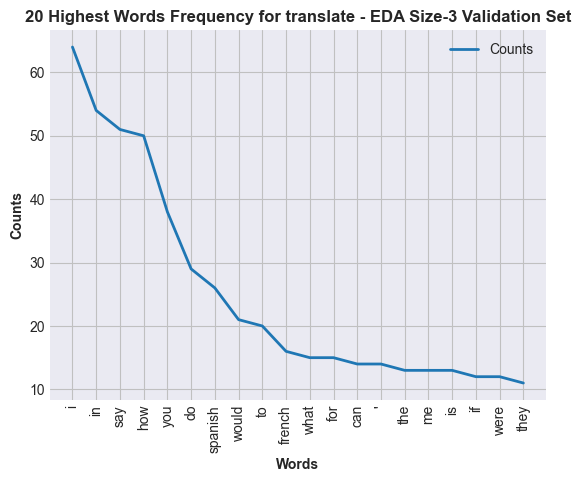 20 Highest Words Frequency for translate - EDA Size-3 Validation Set
Counts
Counts
60
50
40
30
20
10
i
in
say
how
you
do
spanish
would
to
french
what
for
can
'
the
me
is
if
were
they
Words